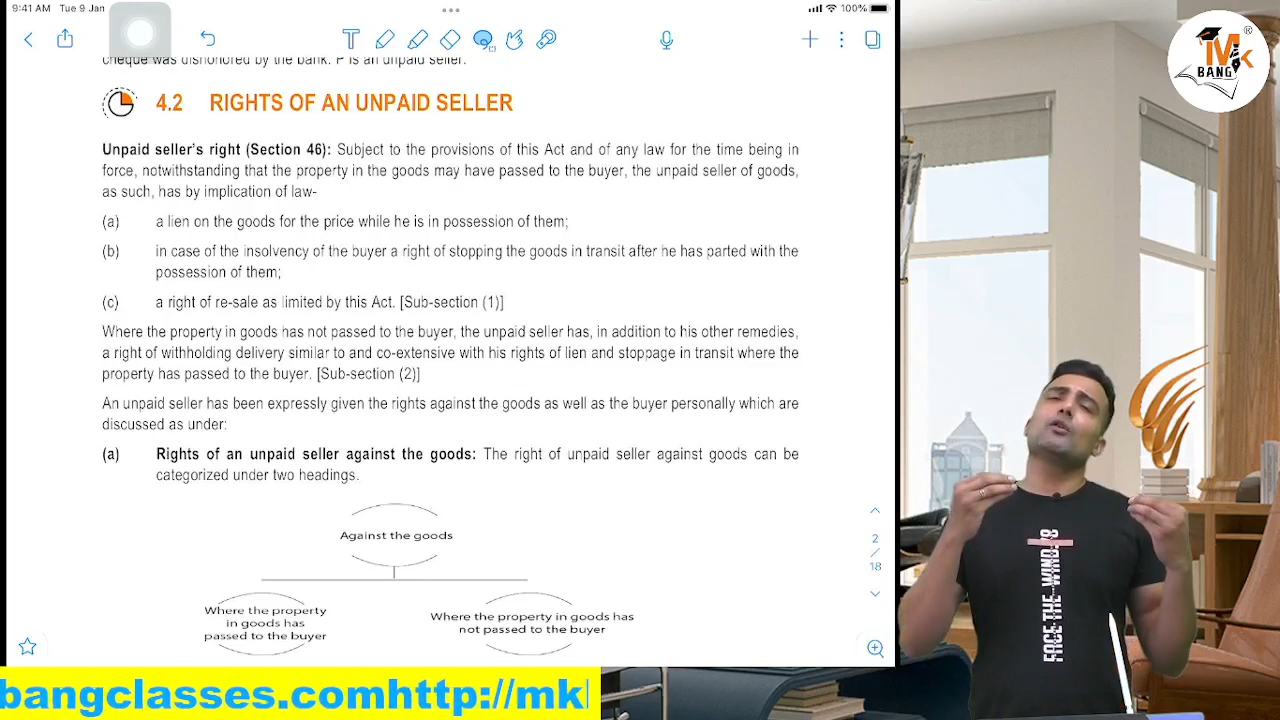 9:41 AM Tue 9 Jan
100%
cheque was dishonored by the bank. P is an unpaid seller.
4.2 RIGHTS OF AN UNPAID SELLER
Unpaid seller's right (Section 46): Subject to the provisions of this Act and of any law for the time being in
force, notwithstanding that the property in the goods may have passed to the buyer, the unpaid seller of goods,
as such, has by implication of law-
(a) a lien on the goods for the price while he is in possession of them;
(b) in case of the insolvency of the buyer a right of stopping the goods in transit after he has parted with the
possession of them;
(c) a right of re-sale as limited by this Act. [Sub-section (1)]
Where the property in goods has not passed to the buyer, the unpaid seller has, in addition to his other remedies,
a right of withholding delivery similar to and co-extensive with his rights of lien and stoppage in transit where the
property has passed to the buyer. [Sub-section (2)]
An unpaid seller has been expressly given the rights against the goods as well as the buyer personally which are
discussed as under:
(a) Rights of an unpaid seller against the goods: The right of unpaid seller against goods can be
categorized under two headings.
Against the goods
Where the property
in goods has
passed to the buyer
Where the property in goods has
not passed to the buyer
2
/
18
MK
BANG
®
FACE THE WINDS
bangclasses.comhttp://mk